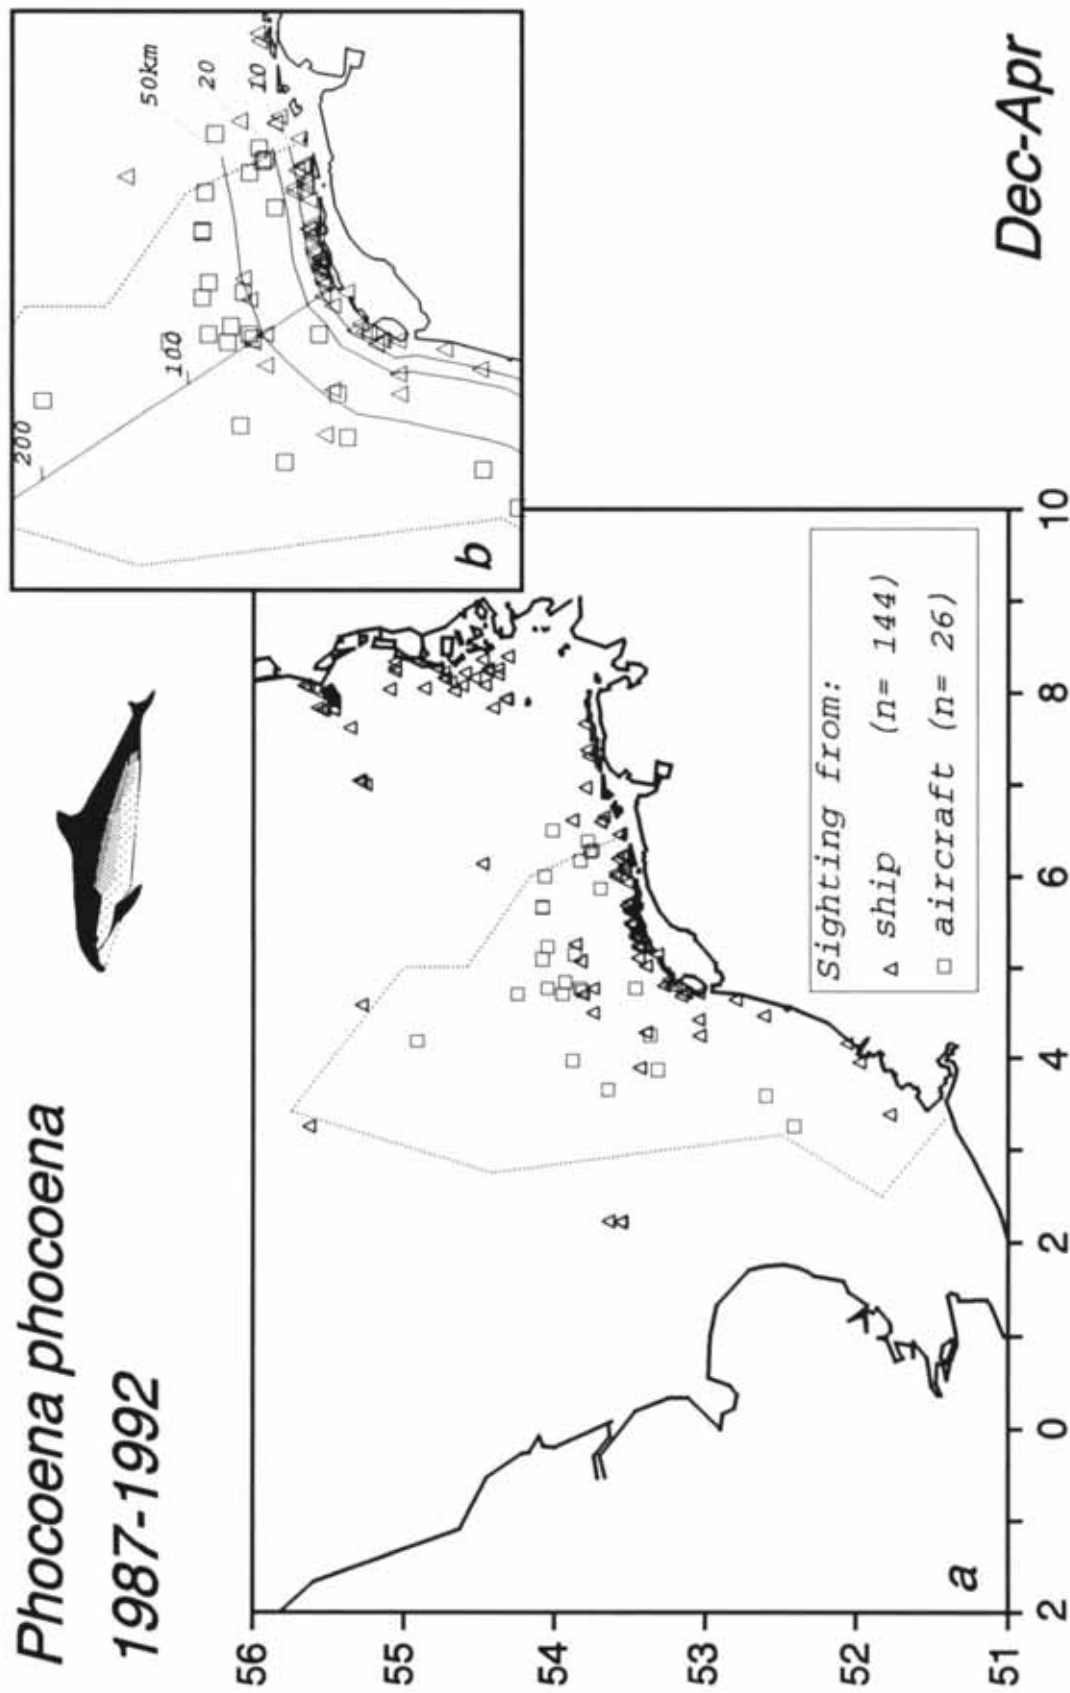 Phocoena phocoena
1987-1992
50km
20
10
100
200
b
Dec-Apr
56
55
54
53
52
51
a
Sighting from:
ship (n= 144)
aircraft (n= 26)
2
0
2
4
6
8
10